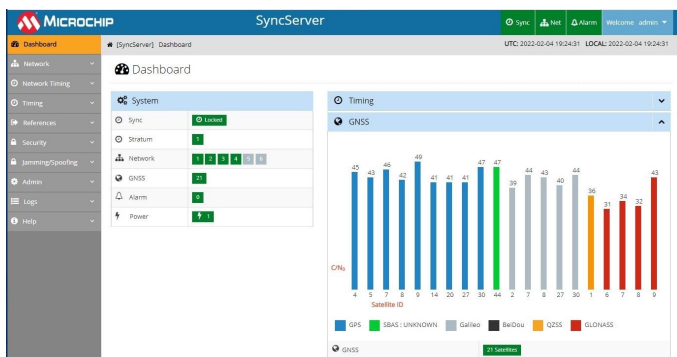 MICROCHIP
SyncServer
Sync Net Alarm Welcome admin
Dashboard
[SyncServer] Dashboard
UTC: 2022-02-04 19:24:31 LOCAL: 2022-02-04 19:24:31
Network
Network Timing
Timing
References
Security
Jamming/Spoofing
Admin
Logs
Help
Dashboard
System
Sync Locked
Stratum 1
Network 1 2 3 4 5 6
GNSS 21
Alarm 0
Power 1
Timing
GNSS
45 43 46 42 49 41 41 41 47 47 39 44 43 40 44 36 31 34 32 43
C/N0
4 5 7 8 9 14 20 27 30 44 2 7 8 27 30 1 6 7 8 9
Satellite ID
GPS SBAS : UNKNOWN Galileo BeiDou QZSS GLONASS
GNSS 21 Satellites